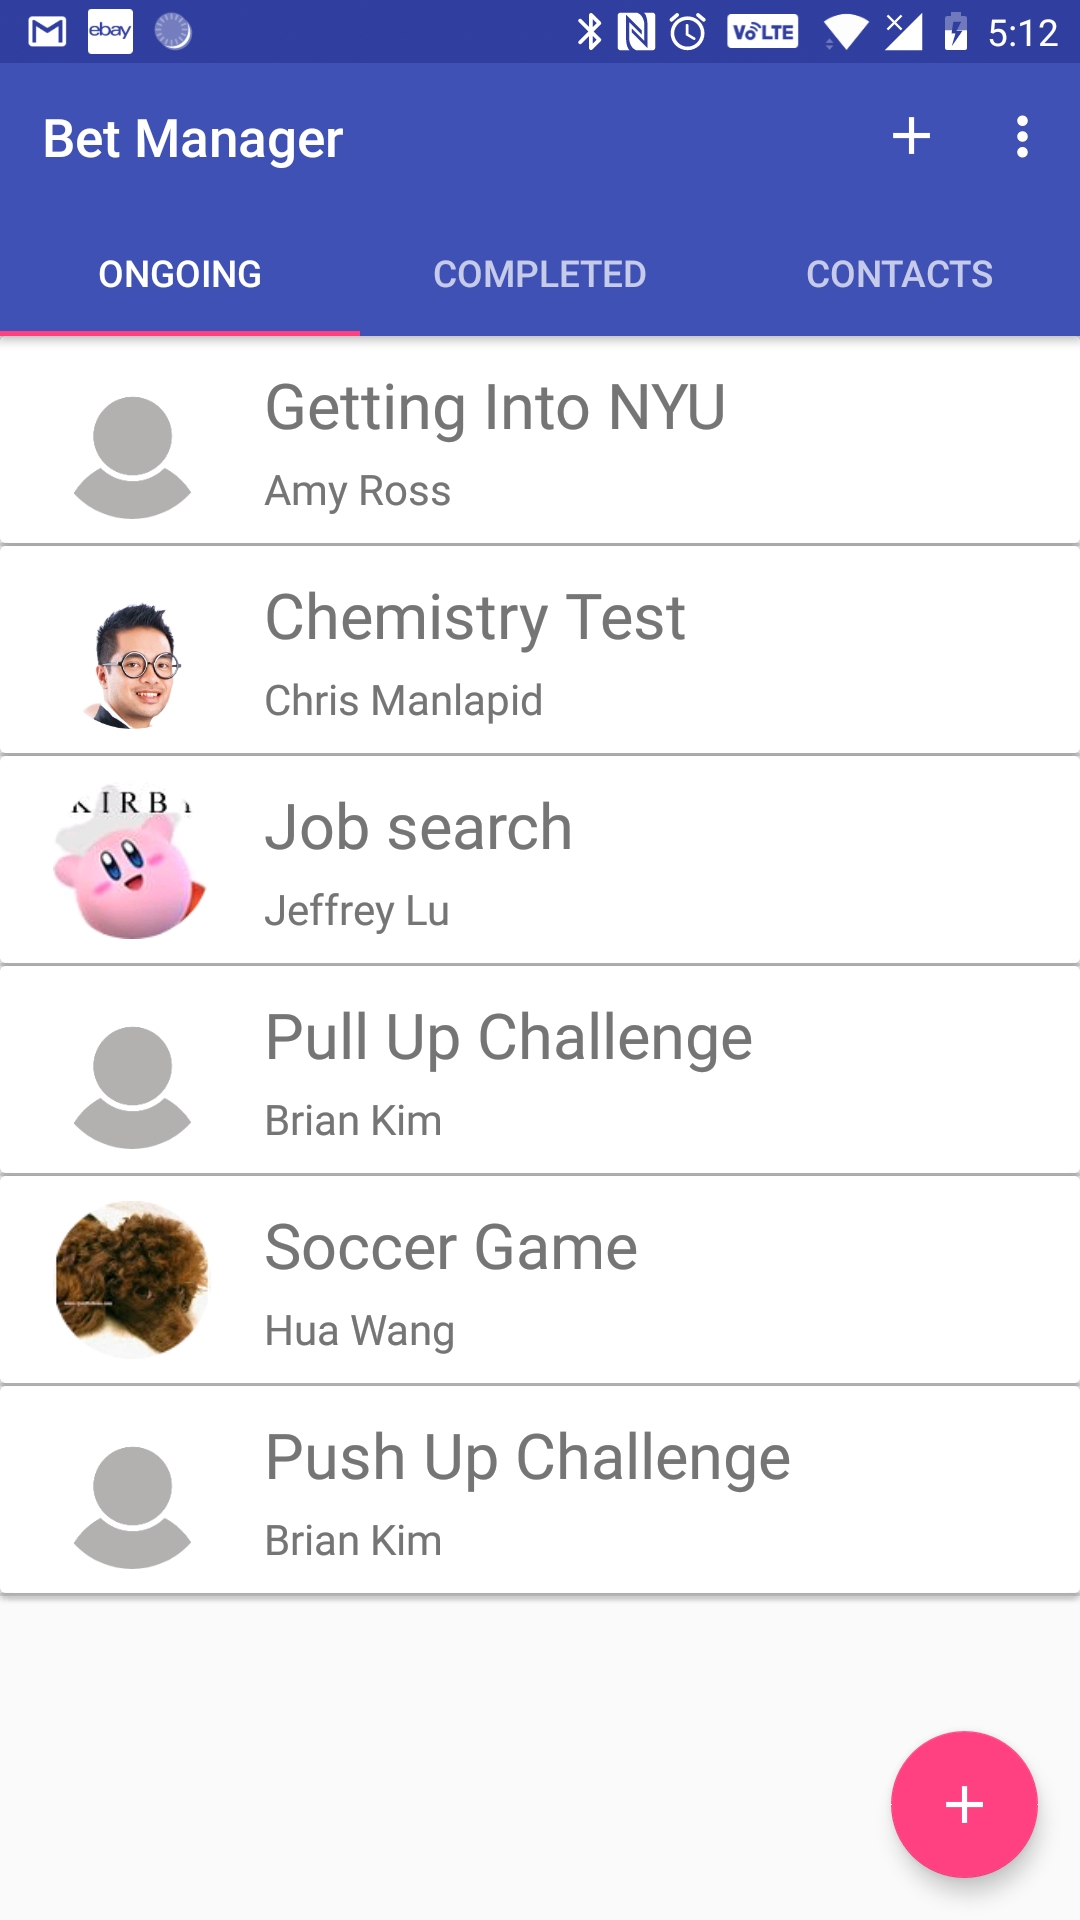 ebay VoLTE 5:12
Bet Manager
ONGOING COMPLETED CONTACTS
Getting Into NYU
Amy Ross
Chemistry Test
Chris Manlapid
KIRBY
Job search
Jeffrey Lu
Pull Up Challenge
Brian Kim
Soccer Game
Hua Wang
Push Up Challenge
Brian Kim